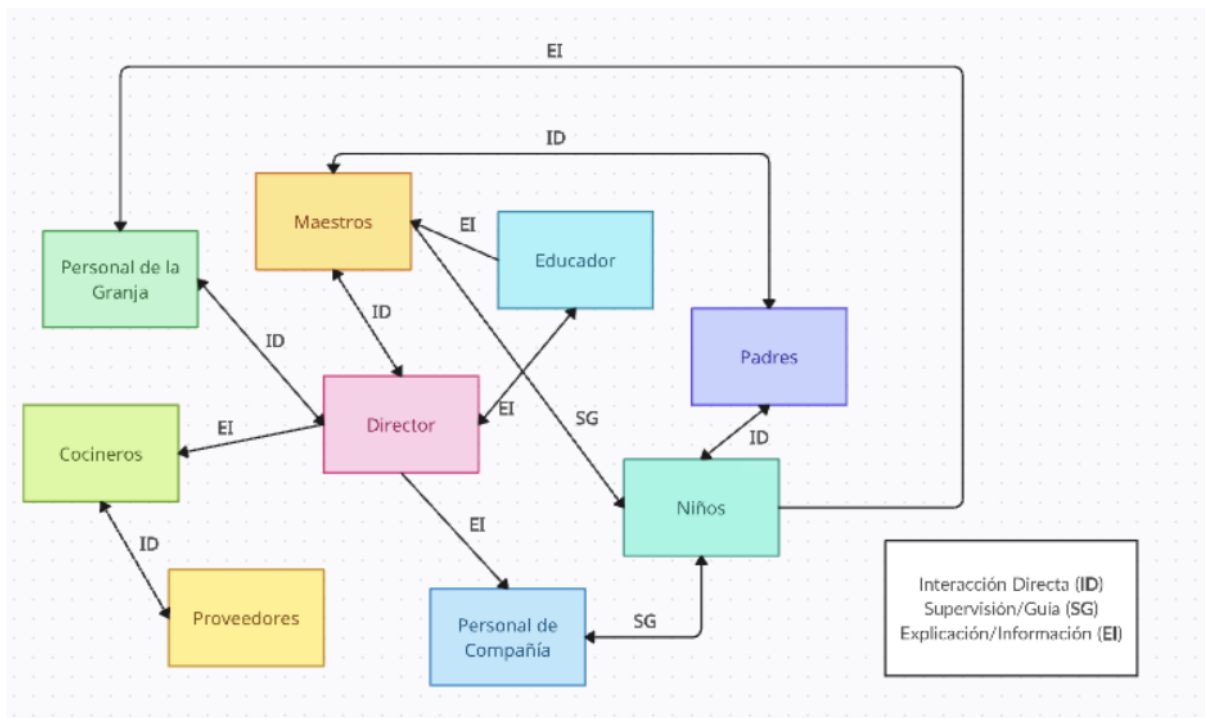 EI
ID
Maestros
EI
Educador
Personal de la
Granja
ID
ID
Padres
Director
EI
SG
EI
Cocineros
ID
Niños
EI
ID
Proveedores
Personal de
Compañía
SG
Interacción Directa (ID)
Supervisión/Guia (SG)
Explicación/Información (EI)